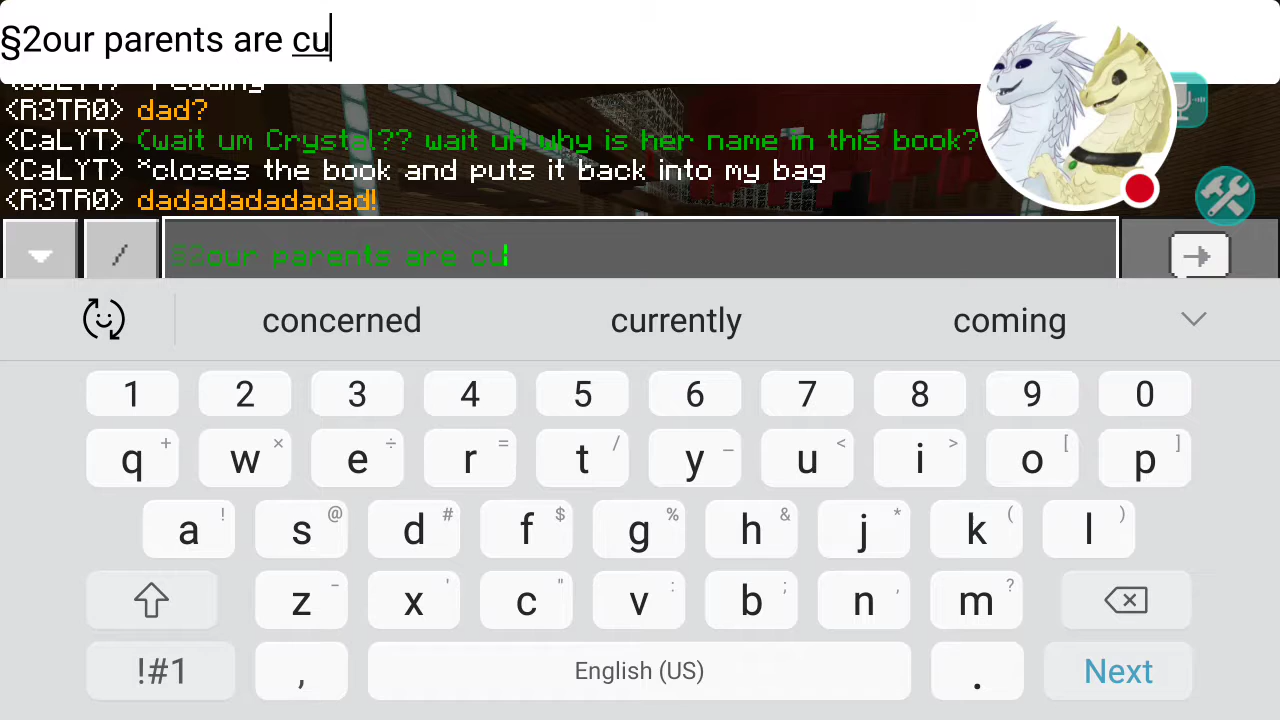 §2our parents are cu
<R3TR0> dad?
<CaLYT> (wait um Crystal?? wait uh why is her name in this book?
<CaLYT> *closes the book and puts it back into my bag
<R3TR0> dadadadadadad!
/ §2our parents are cu
concerned currently coming
1 2 3 4 5 6 7 8 9 0
q + w × e ÷ r = t / y _ u < i > o [ p ]
a ! s @ d # f $ g % h & j * k ( l )
z - x ' c " v : b ; n , m ?
!#1 , English (US) . Next